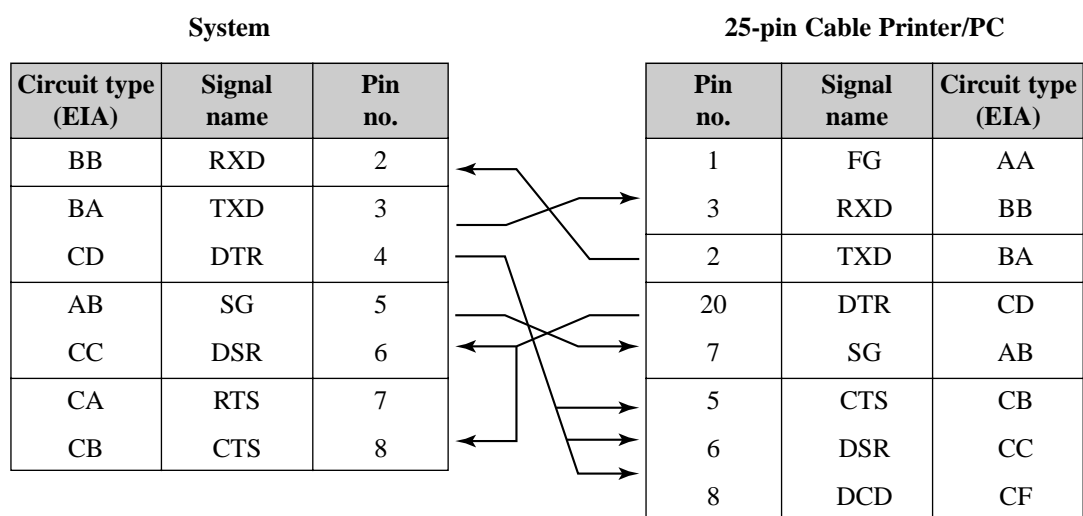 System
Circuit type (EIA) Signal name Pin no.
BB RXD 2
BA TXD 3
CD DTR 4
AB SG 5
CC DSR 6
CA RTS 7
CB CTS 8
25-pin Cable Printer/PC
Pin no. Signal name Circuit type (EIA)
1 FG AA
3 RXD BB
2 TXD BA
20 DTR CD
7 SG AB
5 CTS CB
6 DSR CC
8 DCD CF